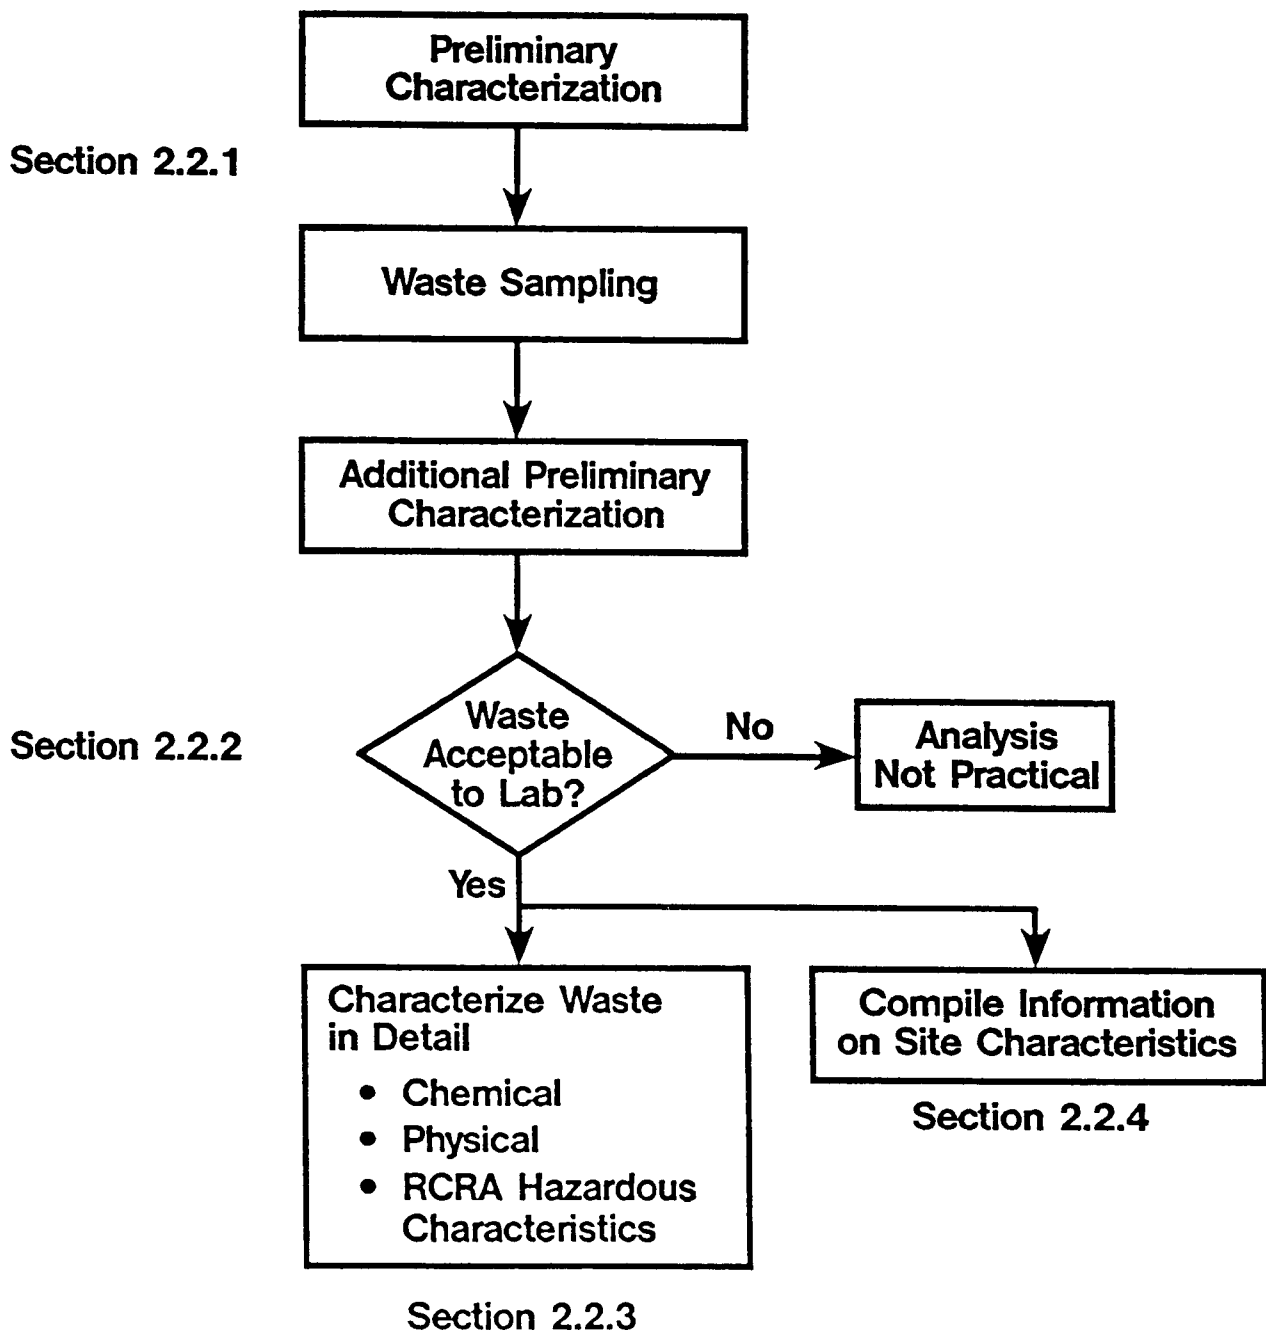 Preliminary
Characterization
Section 2.2.1
Waste Sampling
Additional Preliminary
Characterization
Section 2.2.2
Waste
Acceptable
to Lab?
No
Analysis
Not Practical
Yes
Characterize Waste
in Detail
• Chemical
• Physical
• RCRA Hazardous
Characteristics
Section 2.2.3
Compile Information
on Site Characteristics
Section 2.2.4